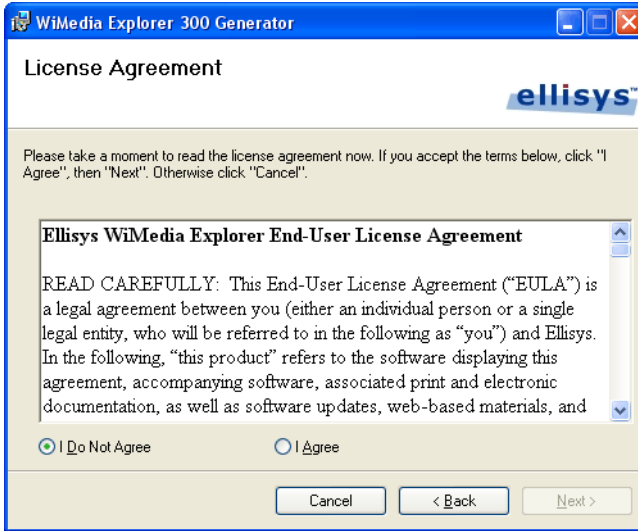 WiMedia Explorer 300 Generator
License Agreement
ellisys™
Please take a moment to read the license agreement now. If you accept the terms below, click "I
Agree", then "Next". Otherwise click "Cancel".
Ellisys WiMedia Explorer End-User License Agreement
READ CAREFULLY: This End-User License Agreement (“EULA”) is
a legal agreement between you (either an individual person or a single
legal entity, who will be referred to in the following as “you”) and Ellisys.
In the following, “this product” refers to the software displaying this
agreement, accompanying software, associated print and electronic
documentation, as well as software updates, web-based materials, and
I Do Not Agree I Agree
Cancel < Back Next >